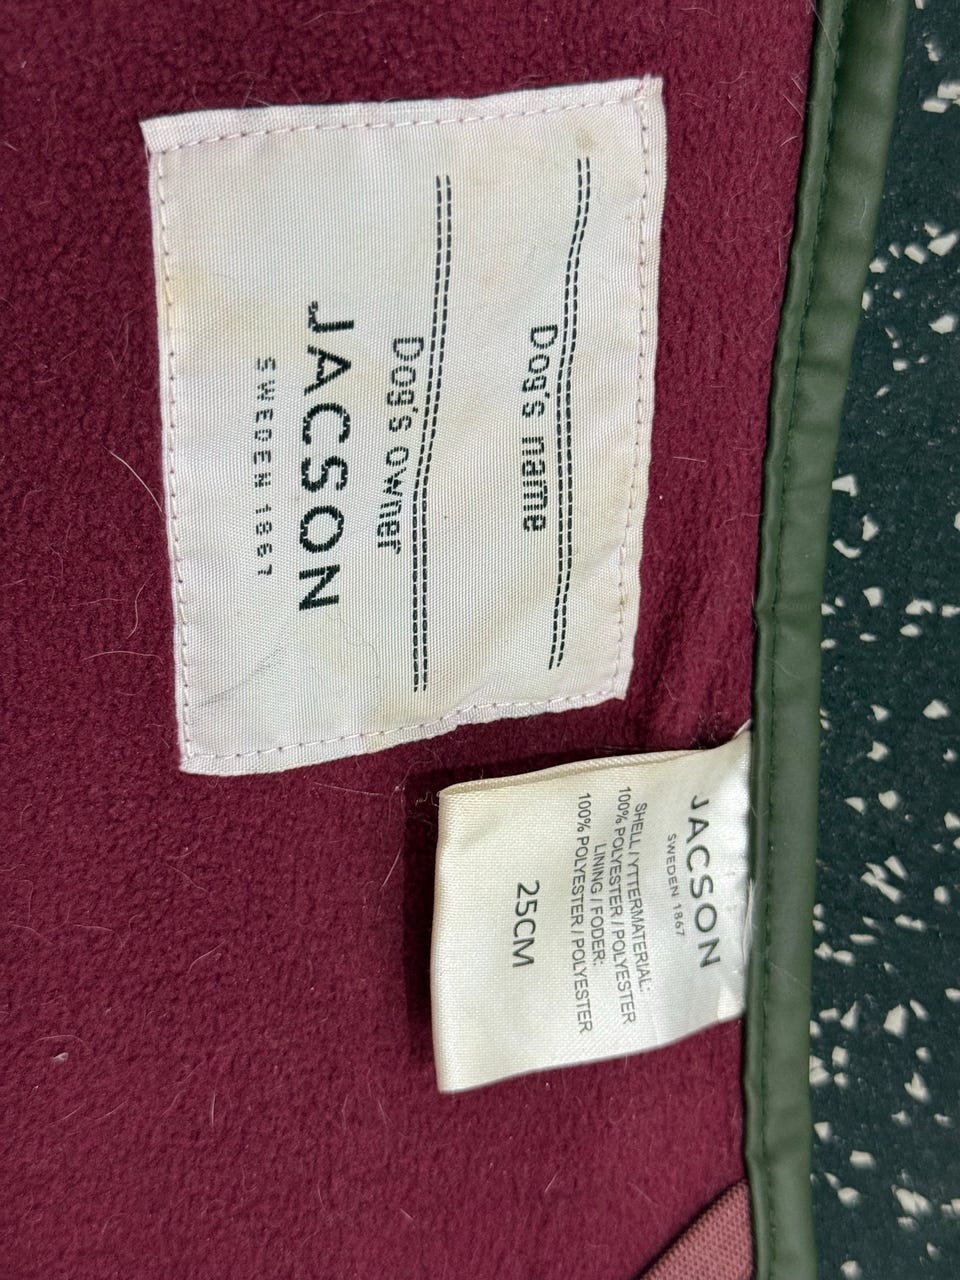 Dog's name
Dog's owner
JACSON
SWEDEN 1867
JACSON
SWEDEN 1867
SHELL / YTTERMATERIAL:
100% POLYESTER / POLYESTER
LINING / FODER:
100% POLYESTER / POLYESTER
25CM